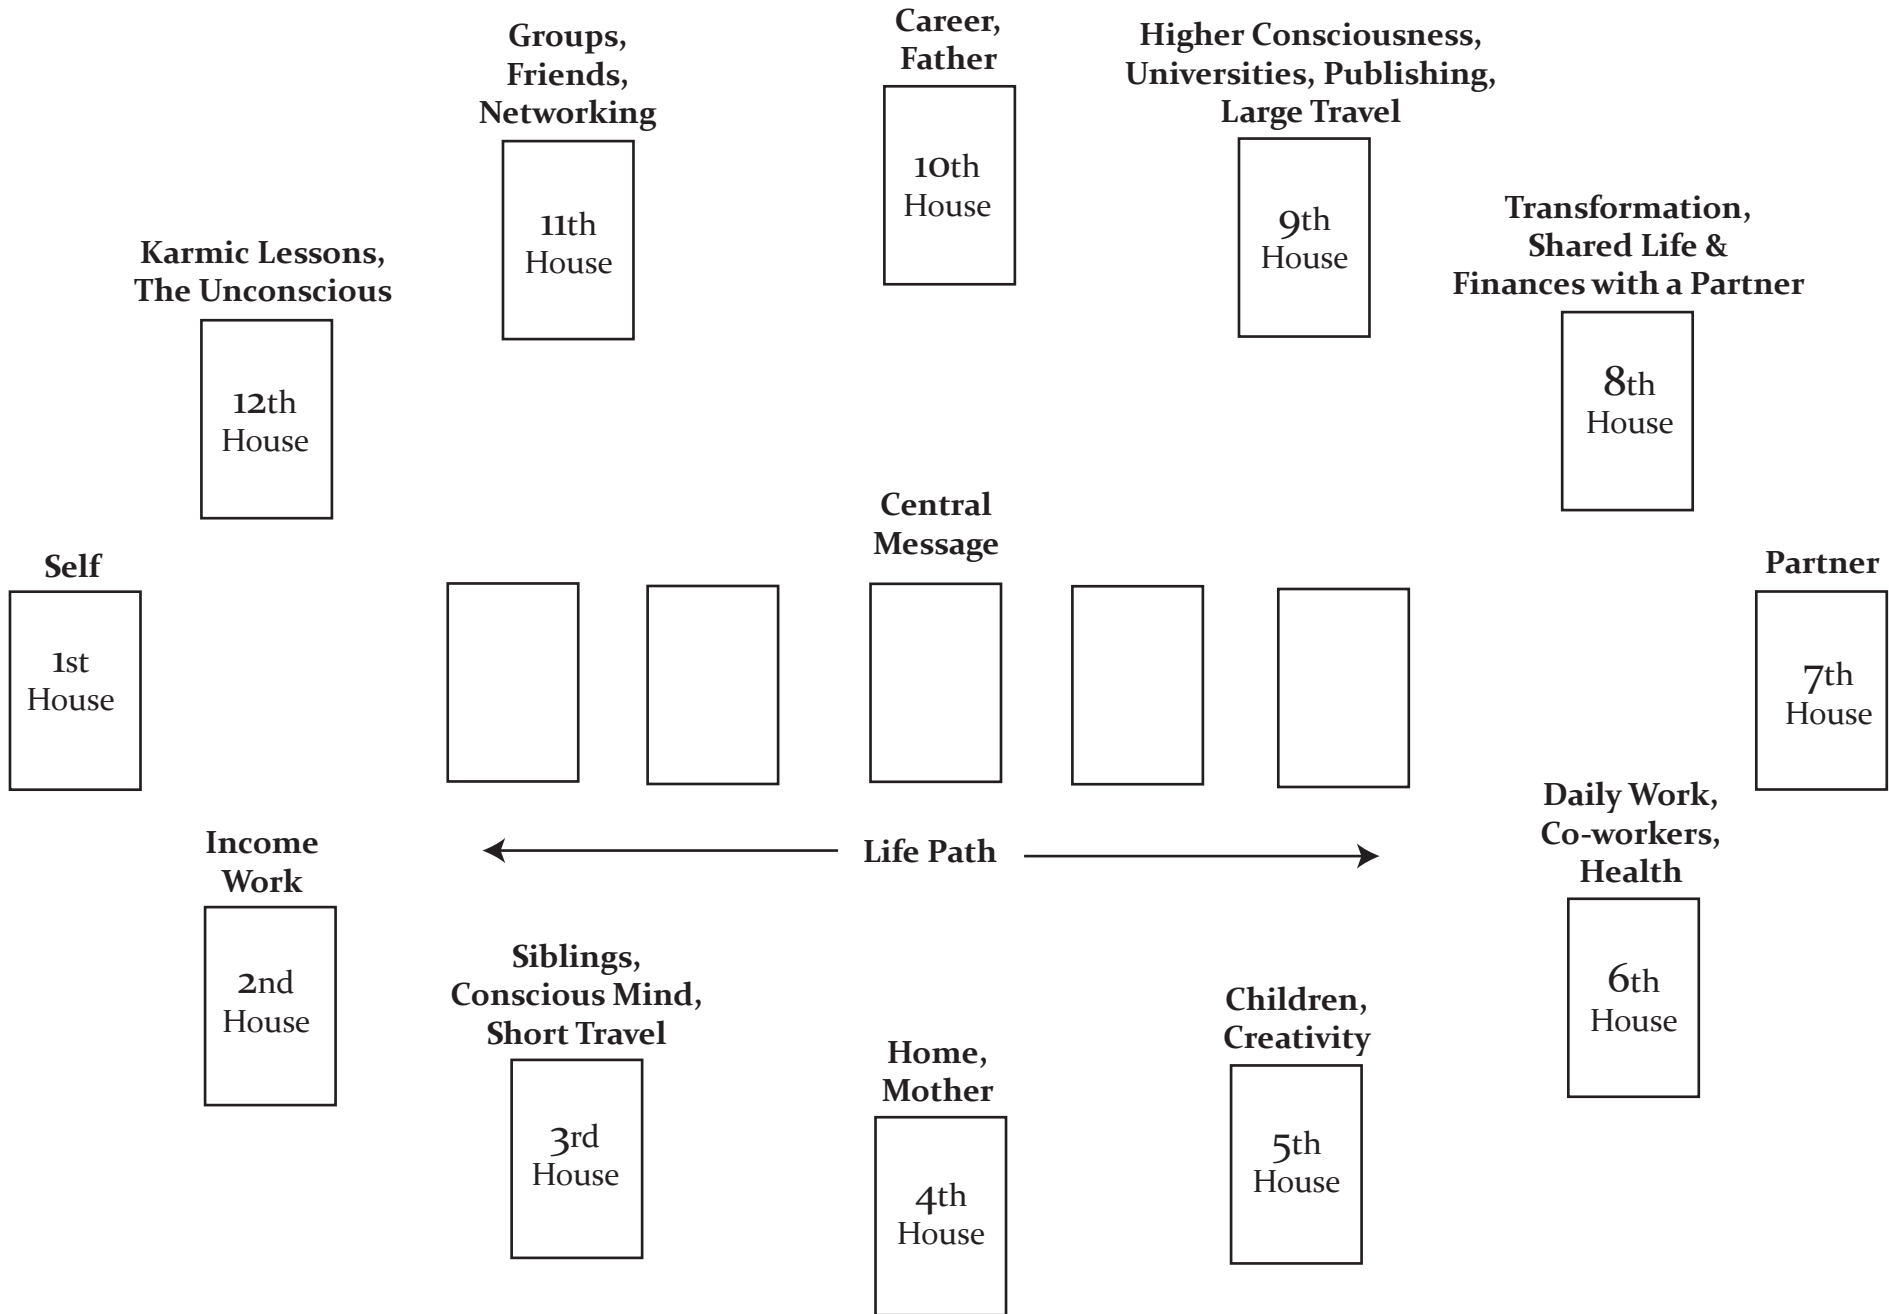 Career,
Father
10th
House
Groups,
Friends,
Networking
11th
House
Higher Consciousness,
Universities, Publishing,
Large Travel
9th
House
Karmic Lessons,
The Unconscious
12th
House
Transformation,
Shared Life &
Finances with a Partner
8th
House
Self
1st
House
Central
Message
Partner
7th
House
Life Path
Income
Work
2nd
House
Siblings,
Conscious Mind,
Short Travel
3rd
House
Home,
Mother
4th
House
Children,
Creativity
5th
House
Daily Work,
Co-workers,
Health
6th
House